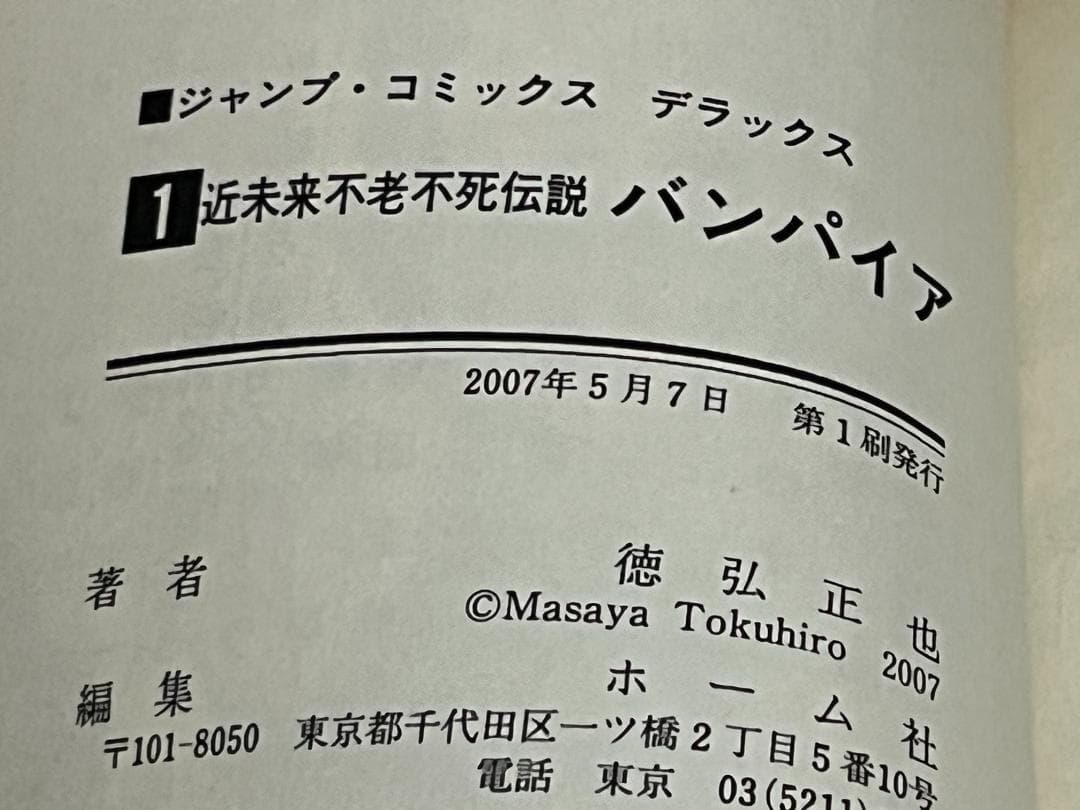 ■ジャンプ・コミックス デラックス
1 近未来不老不死伝説 バンパイア
2007年5月7日 第1刷発行
著者 徳弘正也
©Masaya Tokuhiro 2007
編集 ホーム社
〒101-8050 東京都千代田区一ツ橋2丁目5番10号
電話 東京 03(5211)